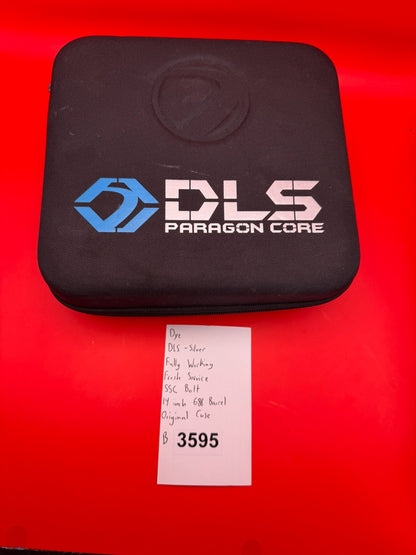 DLS
PARAGON CORE
Dye
DLS - Silver
Fully Working
Fresh Service
SSC Bolt
14 inch 688 Barrel
Original Case
B 3595